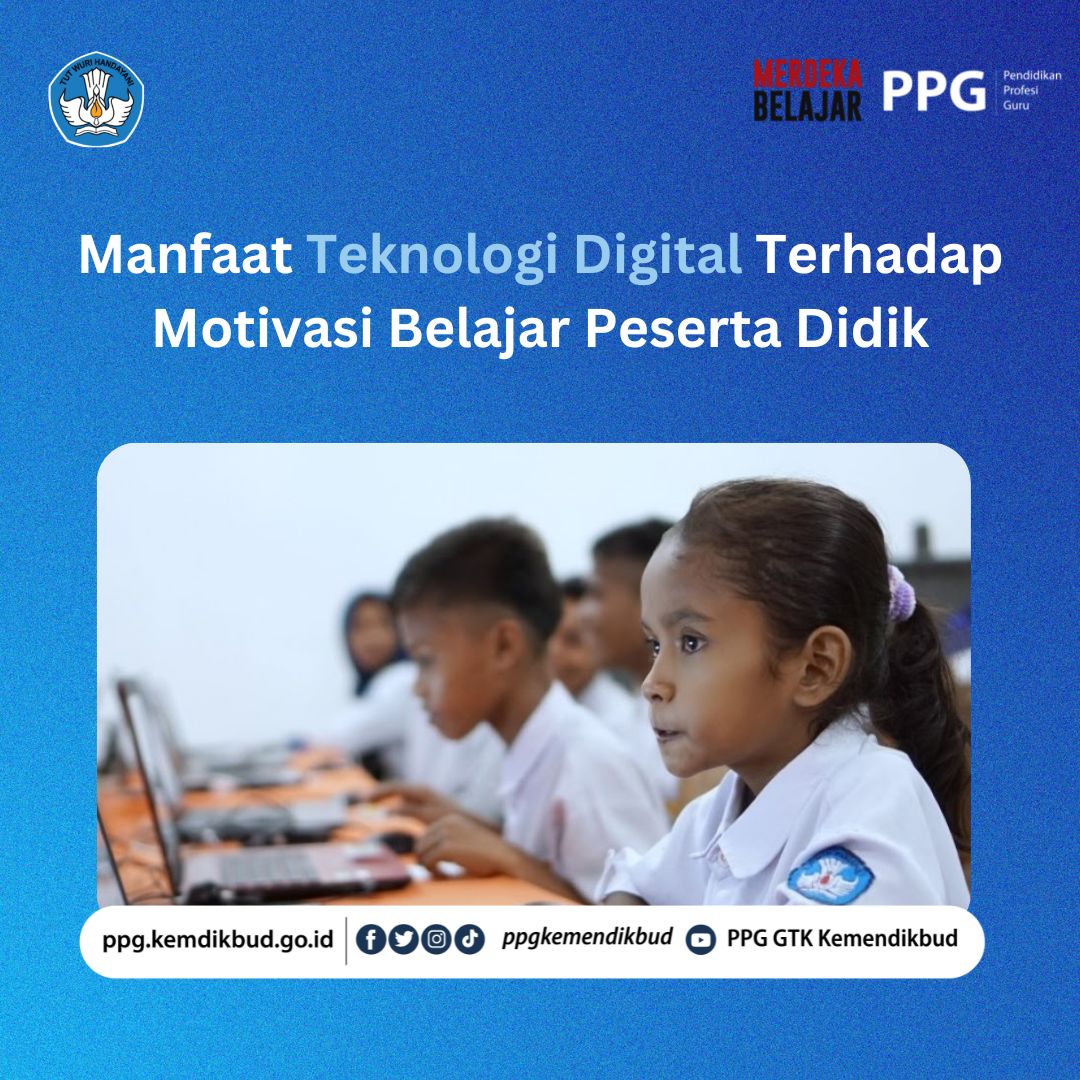 TUT WURI HANDAYANI
MERDEKA
BELAJAR
PPG
Pendidikan
Profesi
Guru
Manfaat Teknologi Digital Terhadap
Motivasi Belajar Peserta Didik
ppg.kemdikbud.go.id
ppgkemendikbud
PPG GTK Kemendikbud